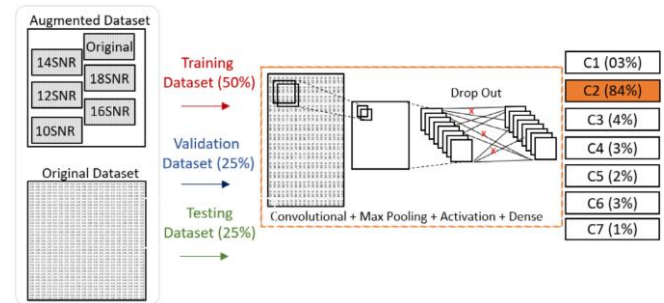 Augmented Dataset
Original
14SNR
18SNR
12SNR
16SNR
10SNR
Original Dataset
Training
Dataset (50%)
Validation
Dataset (25%)
Testing
Dataset (25%)
Drop Out
x
x
x
Convolutional + Max Pooling + Activation + Dense
C1 (03%)
C2 (84%)
C3 (4%)
C4 (3%)
C5 (2%)
C6 (3%)
C7 (1%)